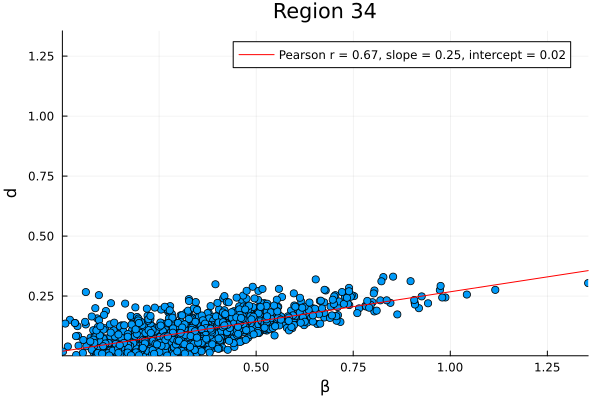 Region 34
Pearson r = 0.67, slope = 0.25, intercept = 0.02
1.25
1.00
0.75
0.50
0.25
d
0.25 0.50 0.75 1.00 1.25
β